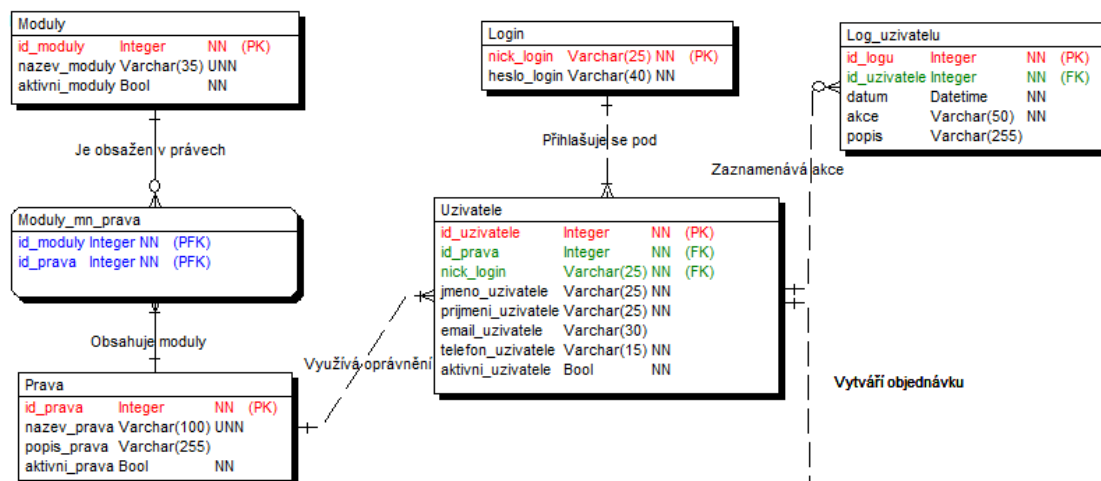 Moduly
id_moduly Integer NN (PK)
nazev_moduly Varchar(35) UNN
aktivni_moduly Bool NN
Je obsažen v právech
Moduly_mn_prava
id_moduly Integer NN (PFK)
id_prava Integer NN (PFK)
Obsahuje moduly
Prava
id_prava Integer NN (PK)
nazev_prava Varchar(100) UNN
popis_prava Varchar(255)
aktivni_prava Bool NN
Využívá oprávnění
Login
nick_login Varchar(25) NN (PK)
heslo_login Varchar(40) NN
Přihlašuje se pod
Uzivatele
id_uzivatele Integer NN (PK)
id_prava Integer NN (FK)
nick_login Varchar(25) NN (FK)
jmeno_uzivatele Varchar(25) NN
prijmeni_uzivatele Varchar(25) NN
email_uzivatele Varchar(30)
telefon_uzivatele Varchar(15) NN
aktivni_uzivatele Bool NN
Log_uzivatelu
id_logu Integer NN (PK)
id_uzivatele Integer NN (FK)
datum Datetime NN
akce Varchar(50) NN
popis Varchar(255)
Zaznamenává akce
Vytváří objednávku